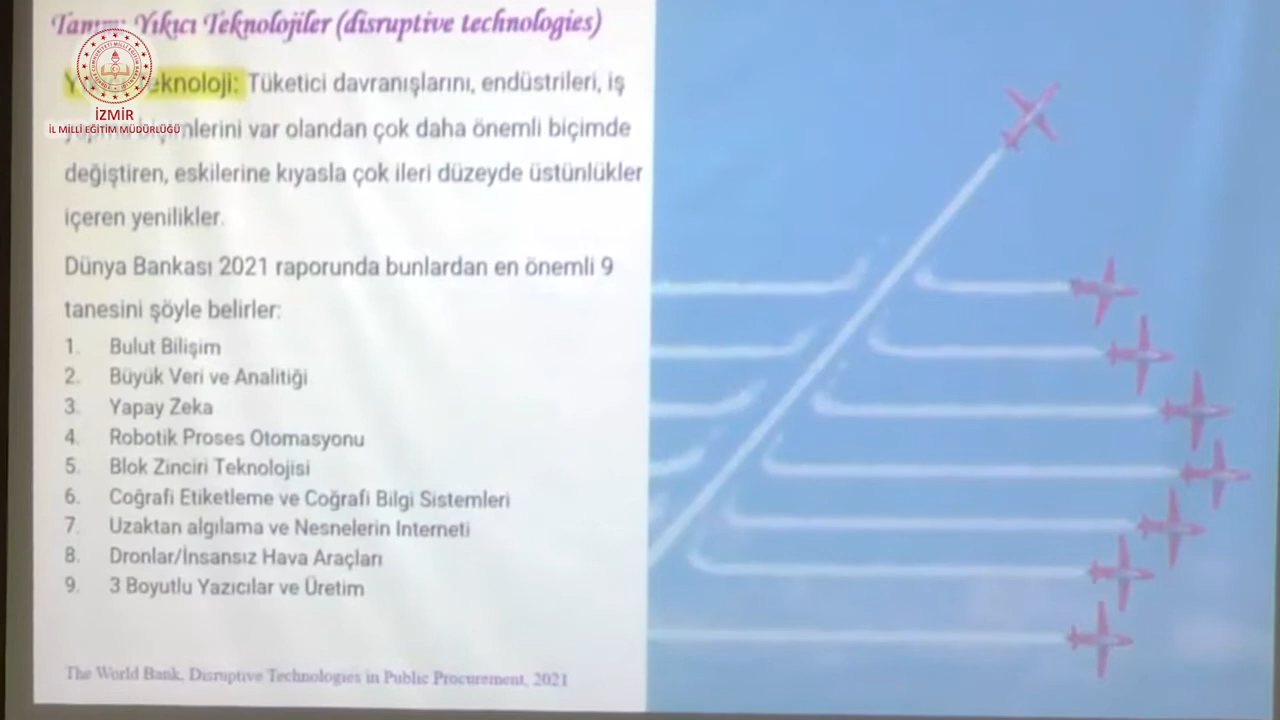 Tanım: Yıkıcı Teknolojiler (disruptive technologies)
İZMİR
İL MİLLİ EĞİTİM MÜDÜRLÜĞÜ
eknoloji: Tüketici davranışlarını, endüstrileri, iş
biçimlerini var olandan çok daha önemli biçimde
değiştiren, eskilerine kıyasla çok ileri düzeyde üstünlükler
içeren yenilikler.
Dünya Bankası 2021 raporunda bunlardan en önemli 9
tanesini şöyle belirler:
1. Bulut Bilişim
2. Büyük Veri ve Analitiği
3. Yapay Zeka
4. Robotik Proses Otomasyonu
5. Blok Zinciri Teknolojisi
6. Coğrafi Etiketleme ve Coğrafi Bilgi Sistemleri
7. Uzaktan algılama ve Nesnelerin Interneti
8. Dronlar/İnsansız Hava Araçları
9. 3 Boyutlu Yazıcılar ve Üretim
The World Bank, Disruptive Technologies in Public Procurement, 2021